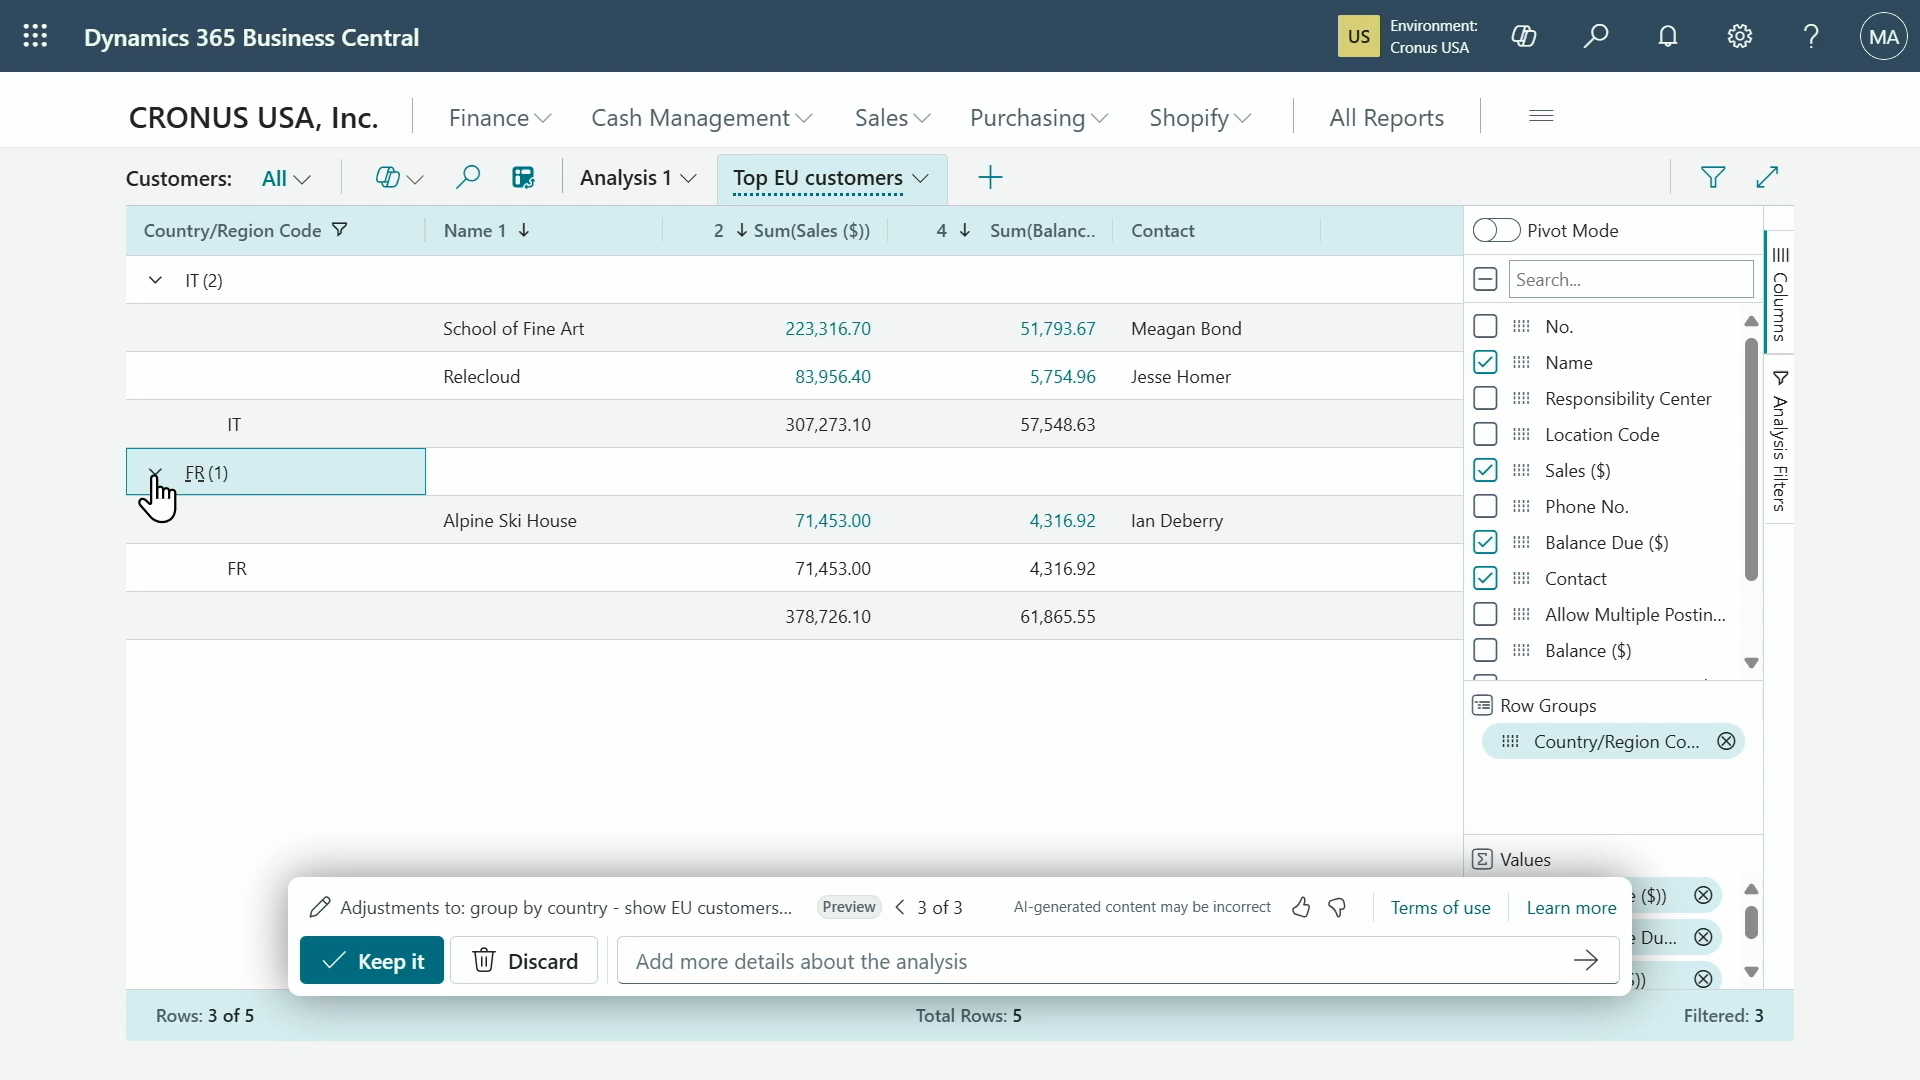 Dynamics 365 Business Central
US
Environment:
Cronus USA
MA
CRONUS USA, Inc.
Finance
Cash Management
Sales
Purchasing
Shopify
All Reports
Customers:
All
Analysis 1
Top EU customers
Country/Region Code
Name 1
2 Sum(Sales ($))
4 Sum(Balanc..
Contact
IT (2)
School of Fine Art 223,316.70 51,793.67 Meagan Bond
Relecloud 83,956.40 5,754.96 Jesse Homer
IT 307,273.10 57,548.63
FR (1)
Alpine Ski House 71,453.00 4,316.92 Ian Deberry
FR 71,453.00 4,316.92
378,726.10 61,865.55
Pivot Mode
Search...
No.
Name
Responsibility Center
Location Code
Sales ($)
Phone No.
Balance Due ($)
Contact
Allow Multiple Postin...
Balance ($)
Columns
Analysis Filters
Row Groups
Country/Region Co...
Values
e ($))
e Du...
$))
Adjustments to: group by country - show EU customers...
Preview
3 of 3
AI-generated content may be incorrect
Terms of use
Learn more
Keep it
Discard
Add more details about the analysis
Rows: 3 of 5
Total Rows: 5
Filtered: 3